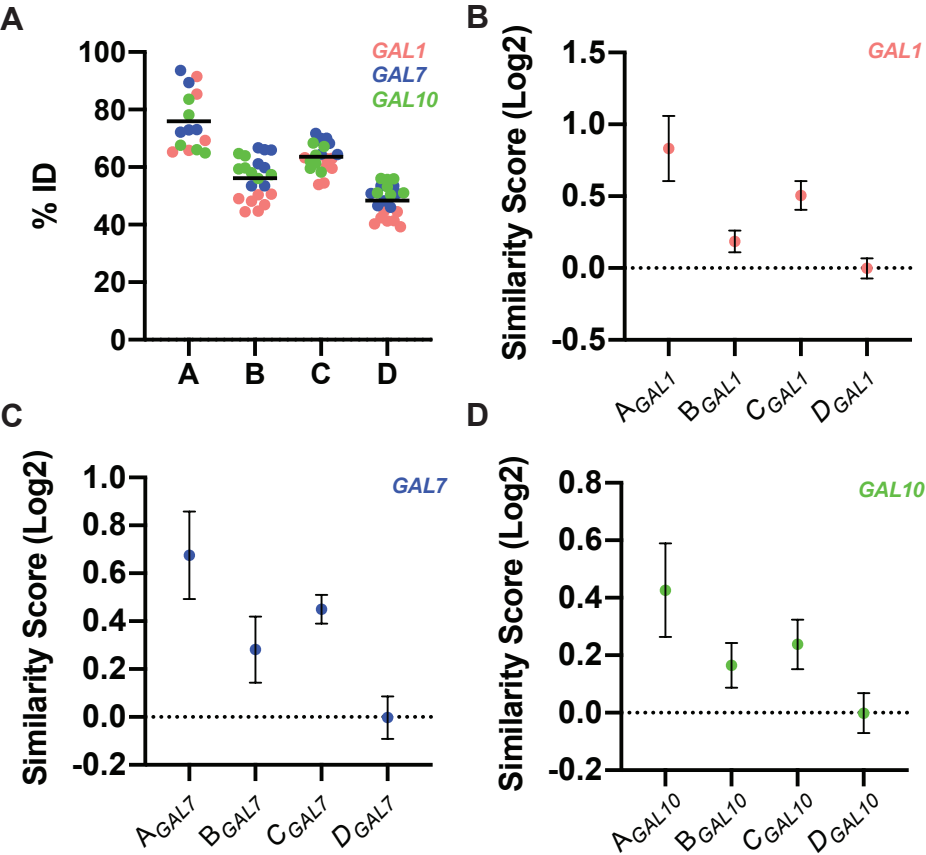 A
% ID
100
80
60
40
20
0
A B C D
GAL1
GAL7
GAL10
B
Similarity Score (Log2)
1.5
1.0
0.5
0.0
-0.5
AGAL1 BGAL1 CGAL1 DGAL1
GAL1
C
Similarity Score (Log2)
1.0
0.8
0.6
0.4
0.2
0.0
-0.2
AGAL7 BGAL7 CGAL7 DGAL7
GAL7
D
Similarity Score (Log2)
0.8
0.6
0.4
0.2
0.0
-0.2
AGAL10 BGAL10 CGAL10 DGAL10
GAL10